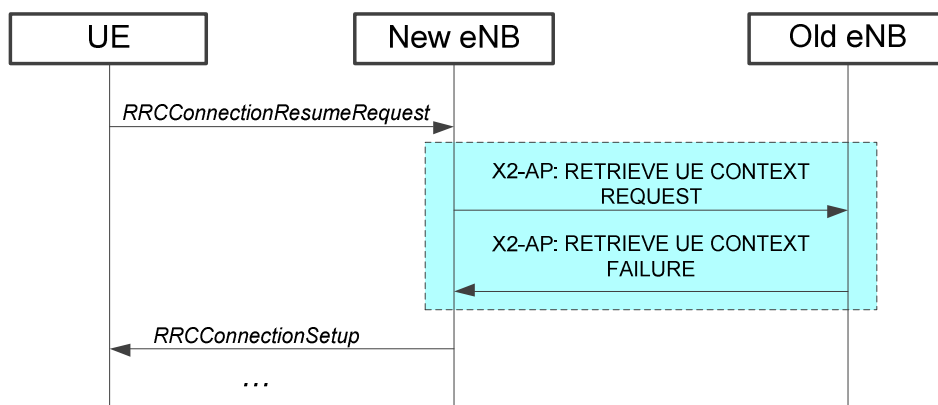 UE
New eNB
Old eNB
RRCConnectionResumeRequest
X2-AP: RETRIEVE UE CONTEXT
REQUEST
X2-AP: RETRIEVE UE CONTEXT
FAILURE
RRCConnectionSetup
...